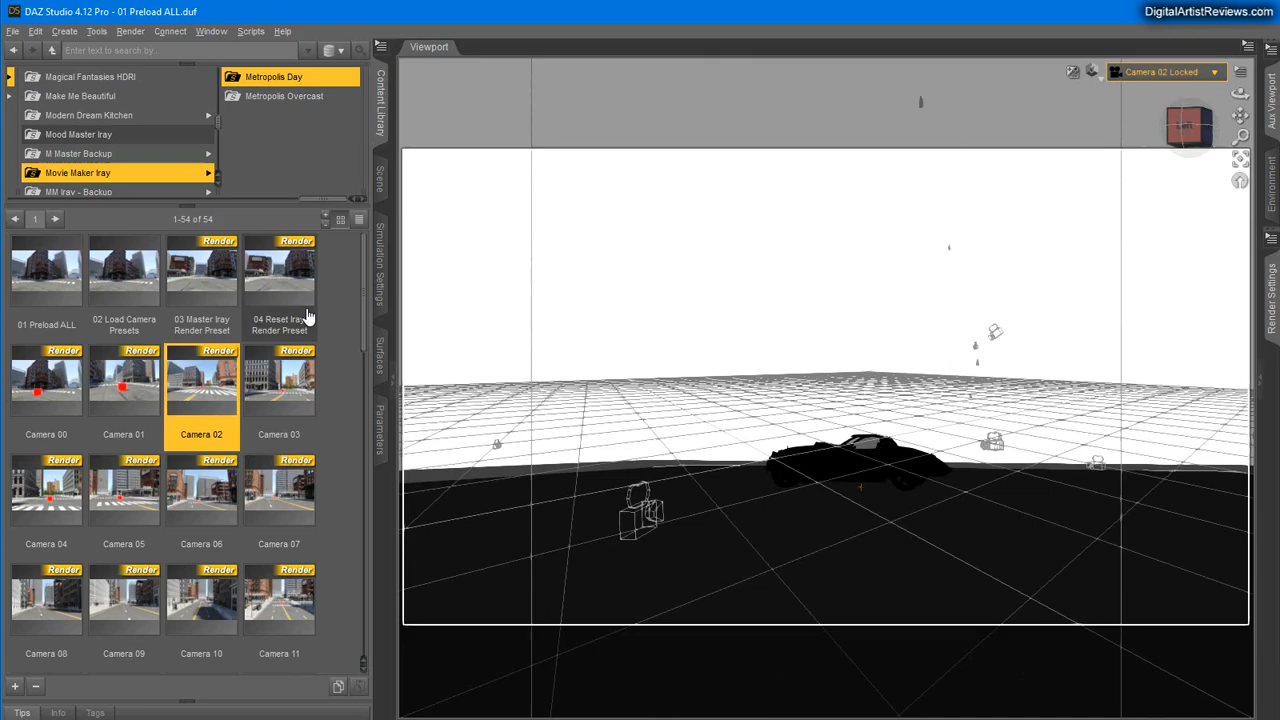 DAZ Studio 4.12 Pro - 01 Preload ALL.duf
DigitalArtistReviews.com
File Edit Create Tools Render Connect Window Scripts Help
Enter text to search...
Magical Fantasies HDRI
Make Me Beautiful
Modern Dream Kitchen
Mood Master Iray
M Master Backup
Movie Maker Iray
MM Iray - Backup
Metropolis Day
Metropolis Overcast
1
1-54 of 54
Render
Render
01 Preload ALL
02 Load Camera
Presets
03 Master Iray
Render Preset
04 Reset Iray
Render Preset
Render
Render
Render
Render
Camera 00
Camera 01
Camera 02
Camera 03
Render
Render
Render
Render
Camera 04
Camera 05
Camera 06
Camera 07
Render
Render
Render
Render
Camera 08
Camera 09
Camera 10
Camera 11
Tips
Info
Tags
Content Library
Scene
Simulation Settings
Surfaces
Parameters
Viewport
Camera 02 Locked
Left
Aux Viewport
Environment
Render Settings